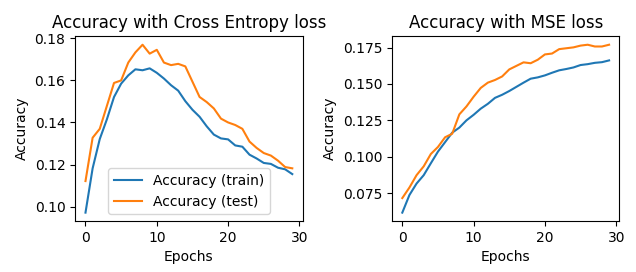 Accuracy with Cross Entropy loss
Accuracy
0.18
0.16
0.14
0.12
0.10
Accuracy (train)
Accuracy (test)
0 10 20 30
Epochs
Accuracy with MSE loss
Accuracy
0.175
0.150
0.125
0.100
0.075
0 10 20 30
Epochs